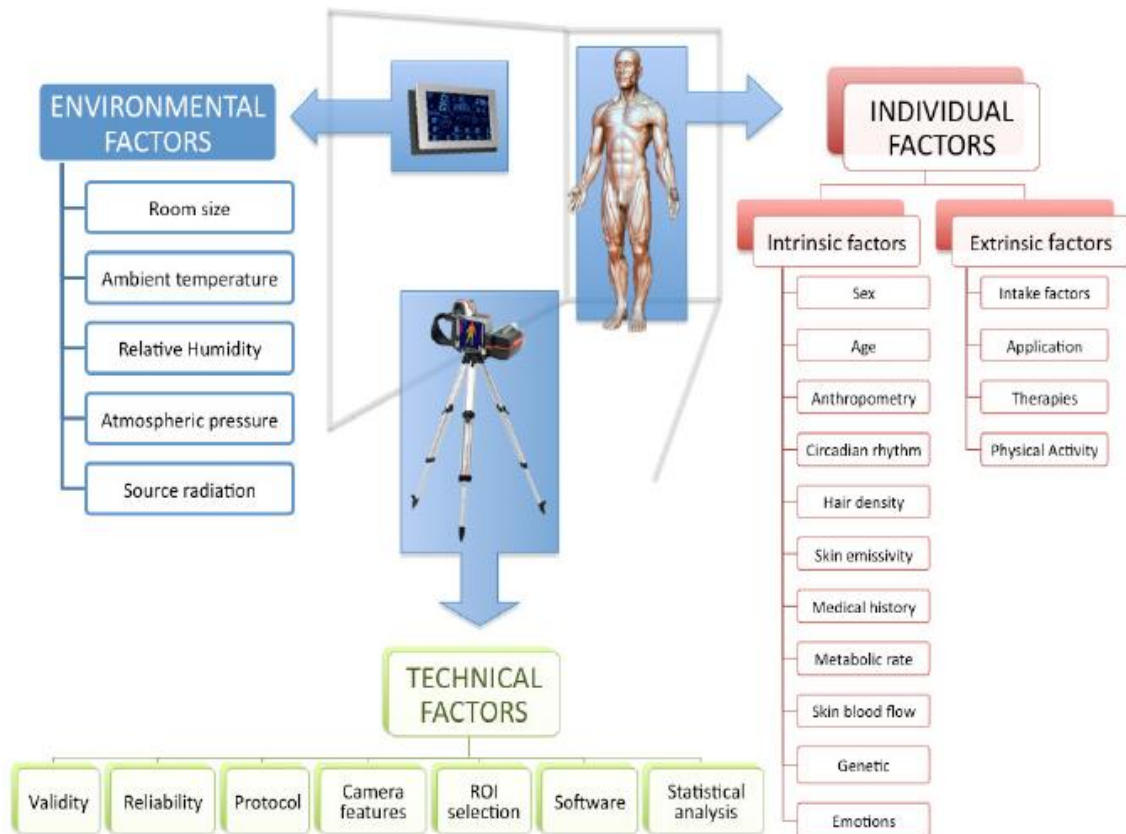 ENVIRONMENTAL
FACTORS
Room size
Ambient temperature
Relative Humidity
Atmospheric pressure
Source radiation
INDIVIDUAL
FACTORS
Intrinsic factors
Sex
Age
Anthropometry
Circadian rhythm
Hair density
Skin emissivity
Medical history
Metabolic rate
Skin blood flow
Genetic
Emotions
Extrinsic factors
Intake factors
Application
Therapies
Physical Activity
TECHNICAL
FACTORS
Validity
Reliability
Protocol
Camera
features
ROI
selection
Software
Statistical
analysis